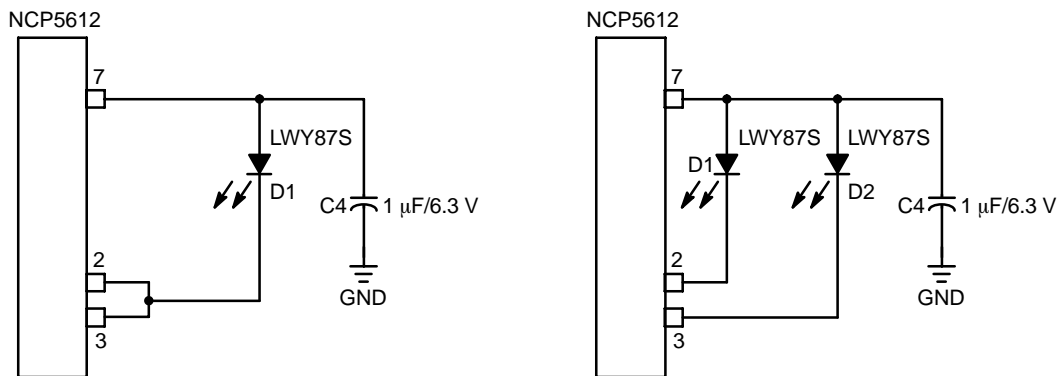 NCP5612
7
LWY87S
D1
C4
1 μF/6.3 V
2
GND
3
NCP5612
7
LWY87S
LWY87S
D1
D2
C4
1 μF/6.3 V
2
GND
3